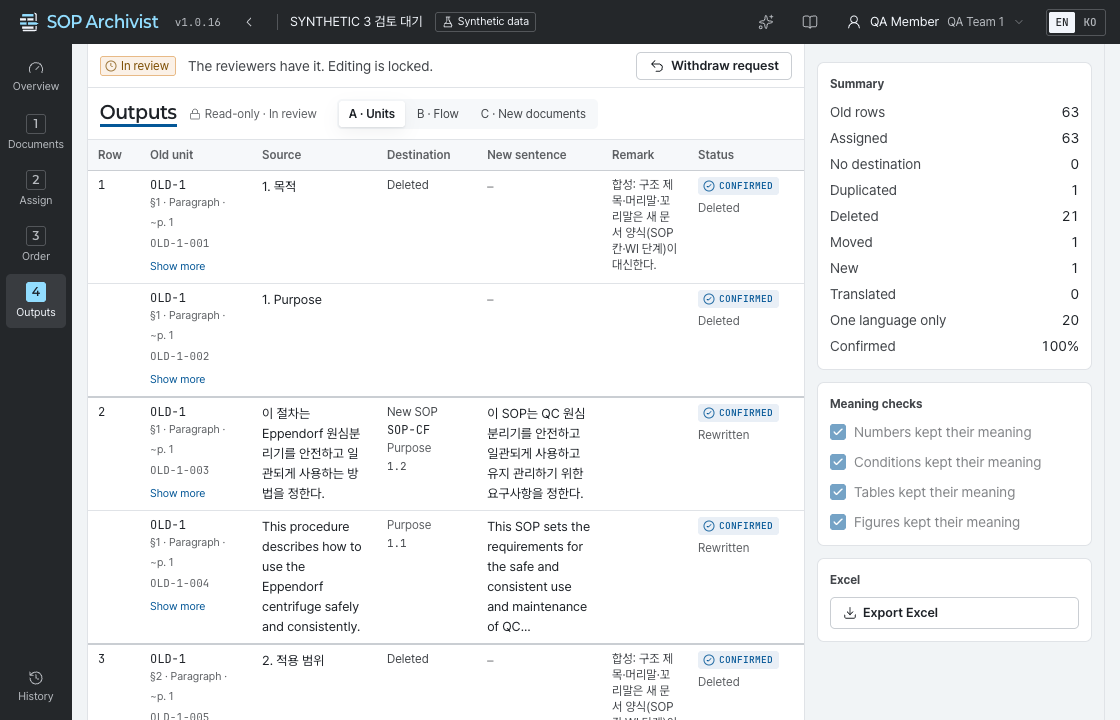 SOP Archivist v1.0.16 SYNTHETIC 3 검토 대기 Synthetic data QA Member QA Team 1 EN KO
Overview
1
Documents
2
Assign
3
Order
4
Outputs
History
In review The reviewers have it. Editing is locked. Withdraw request
Outputs Read-only · In review A · Units B · Flow C · New documents
Row Old unit Source Destination New sentence Remark Status
1 OLD-1 1. 목적 Deleted – CONFIRMED
§1 · Paragraph ·
~p. 1
OLD-1-001
Show more
합성: 구조 제
목·머리말·꼬
리말은 새 문
서 양식(SOP
칸·WI 단계)이
대신한다.
Deleted
OLD-1 1. Purpose – CONFIRMED
§1 · Paragraph ·
~p. 1
OLD-1-002
Show more
Deleted
2 OLD-1
§1 · Paragraph ·
~p. 1
OLD-1-003
Show more
이 절차는
Eppendorf 원심분
리기를 안전하고 일
관되게 사용하는 방
법을 정한다.
New SOP
SOP-CF
Purpose
1.2
이 SOP는 QC 원심
분리기를 안전하고
일관되게 사용하고
유지 관리하기 위한
요구사항을 정한다.
CONFIRMED
Rewritten
OLD-1
§1 · Paragraph ·
~p. 1
OLD-1-004
Show more
This procedure
describes how to
use the
Eppendorf
centrifuge safely
and consistently.
Purpose
1.1
This SOP sets the
requirements for
the safe and
consistent use
and maintenance
of QC...
CONFIRMED
Rewritten
3 OLD-1 2. 적용 범위 Deleted – CONFIRMED
§2 · Paragraph ·
~p. 1
OLD-1-005
합성: 구조 제
목·머리말·꼬
리말은 새 문
서 양식(SOP
Deleted
Summary
Old rows 63
Assigned 63
No destination 0
Duplicated 1
Deleted 21
Moved 1
New 1
Translated 0
One language only 20
Confirmed 100%
Meaning checks
Numbers kept their meaning
Conditions kept their meaning
Tables kept their meaning
Figures kept their meaning
Excel
Export Excel